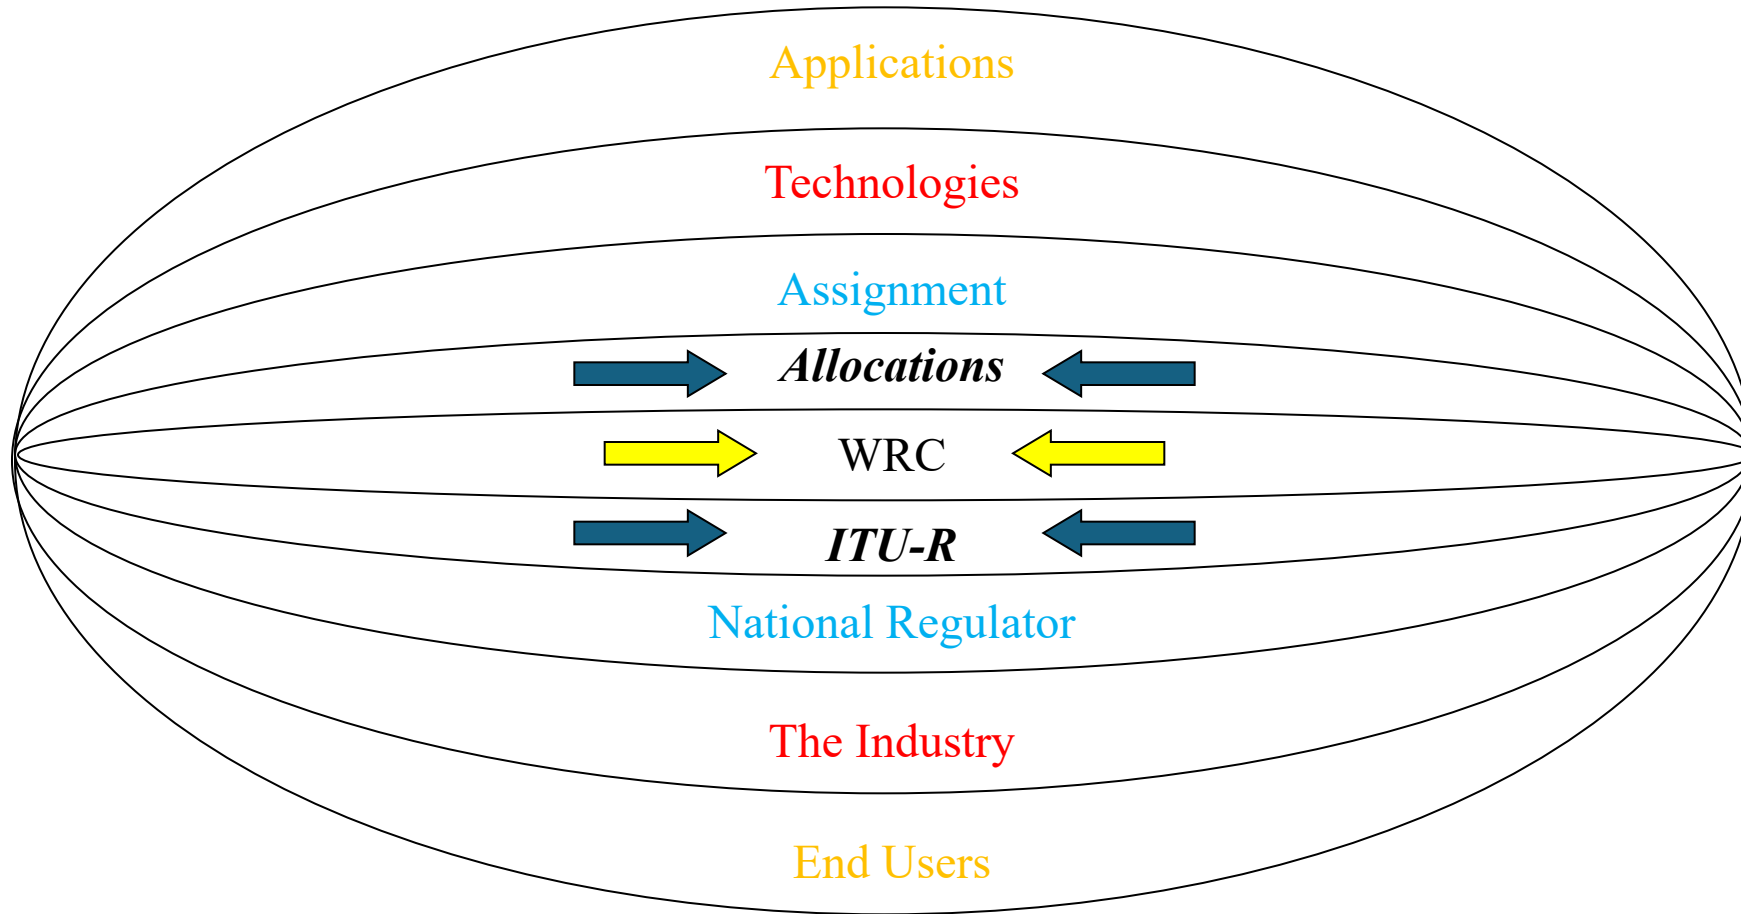 Applications
Technologies
Assignment
Allocations
WRC
ITU-R
National Regulator
The Industry
End Users